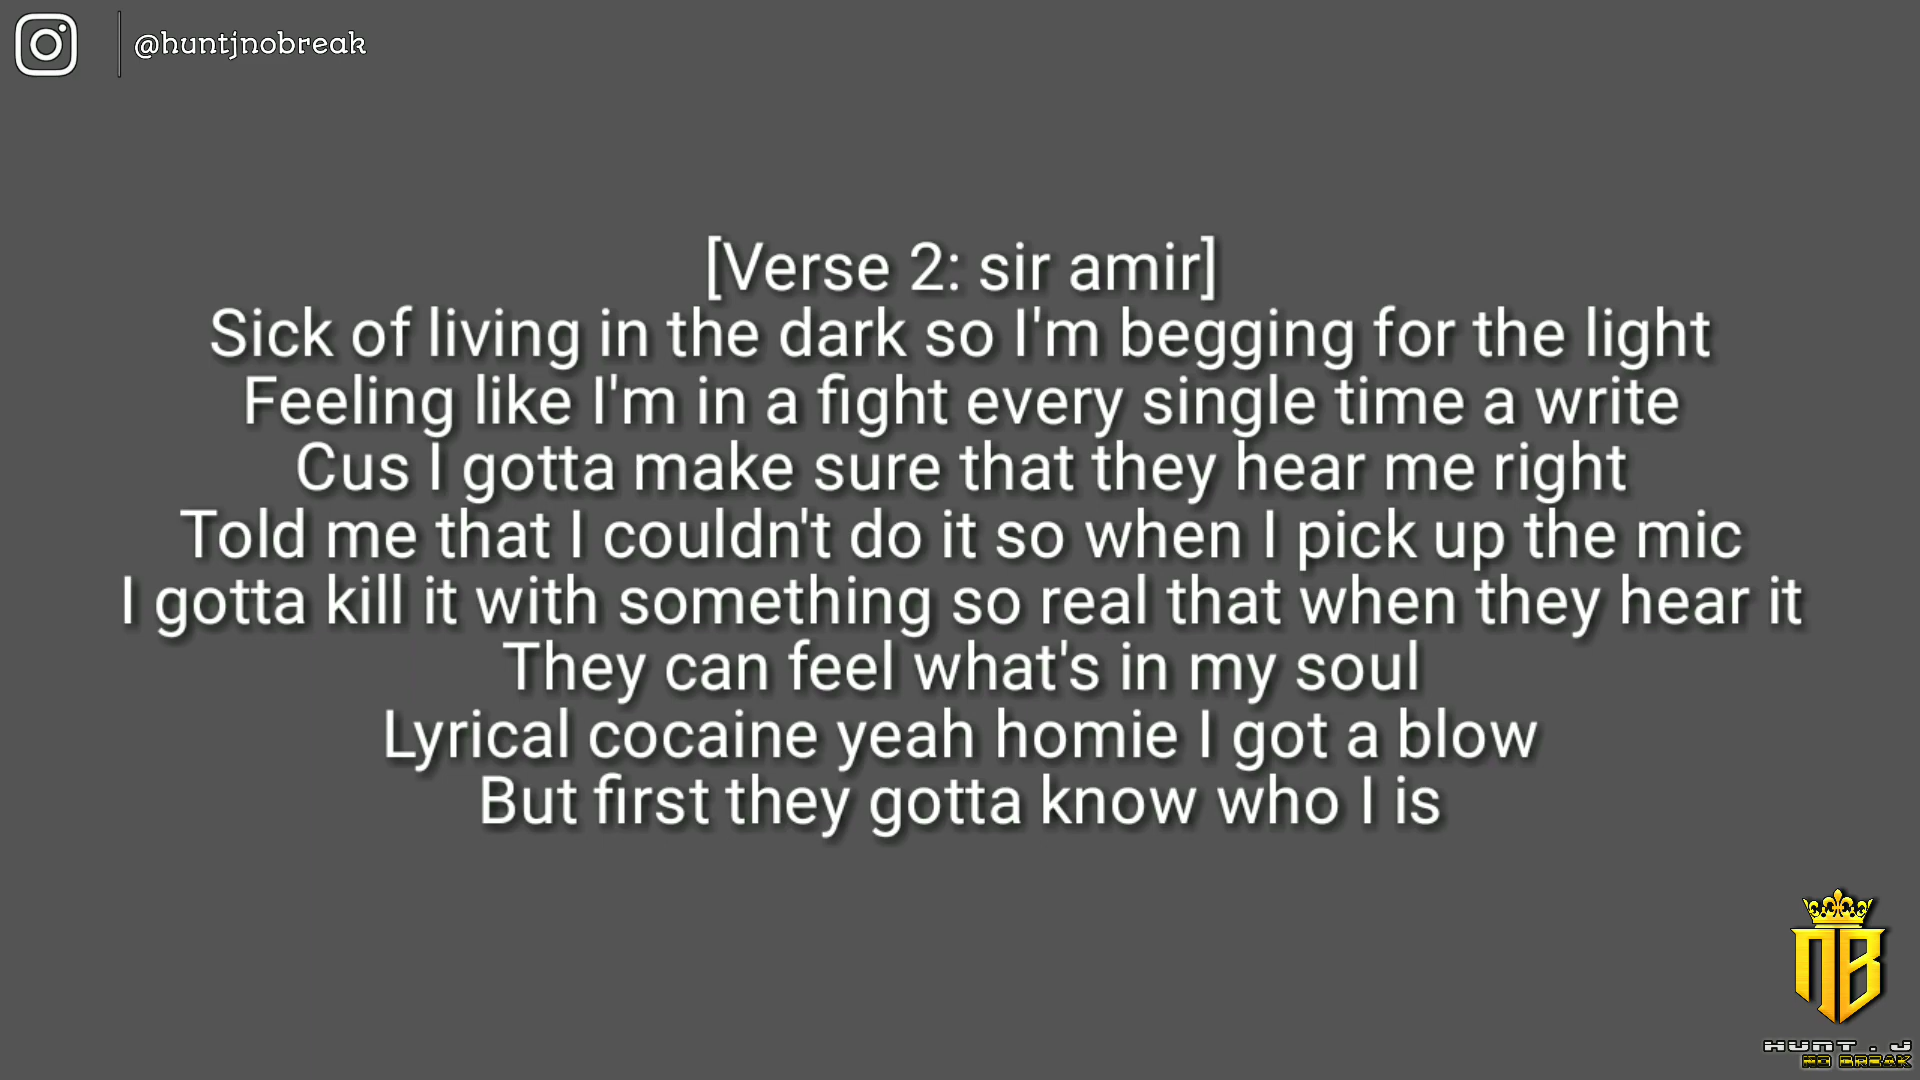 @huntjnobreak
[Verse 2: sir amir]
Sick of living in the dark so I'm begging for the light
Feeling like I'm in a fight every single time a write
Cus I gotta make sure that they hear me right
Told me that I couldn't do it so when I pick up the mic
I gotta kill it with something so real that when they hear it
They can feel what's in my soul
Lyrical cocaine yeah homie I got a blow
But first they gotta know who I is
NB
HUNT.J
NO BREAK